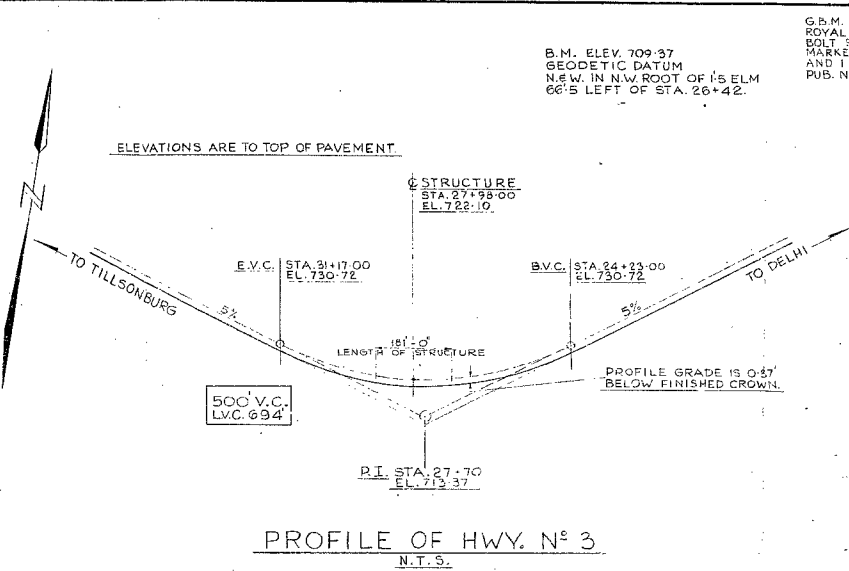 G.B.M.
ROYAL
BOLT
MARKE
AND 1
PUB. N
B.M. ELEV. 709.37
GEODETIC DATUM
N.&W. IN N.W. ROOT OF 1.5 ELM
66.5 LEFT OF STA. 26+42.
ELEVATIONS ARE TO TOP OF PAVEMENT.
N
℄ STRUCTURE
STA. 27+98.00
EL. 722.10
TO TILLSONBURG
E.V.C. STA. 31+17.00
EL. 730.72
B.V.C. STA. 24+23.00
EL. 730.72
TO DELHI
5%
5%
181'-0"
LENGTH OF STRUCTURE
PROFILE GRADE IS 0.87'
BELOW FINISHED CROWN.
500' V.C.
L.V.C. 694'
P.I. STA. 27+70
EL. 713.37
PROFILE OF HWY. Nº 3
N.T.S.